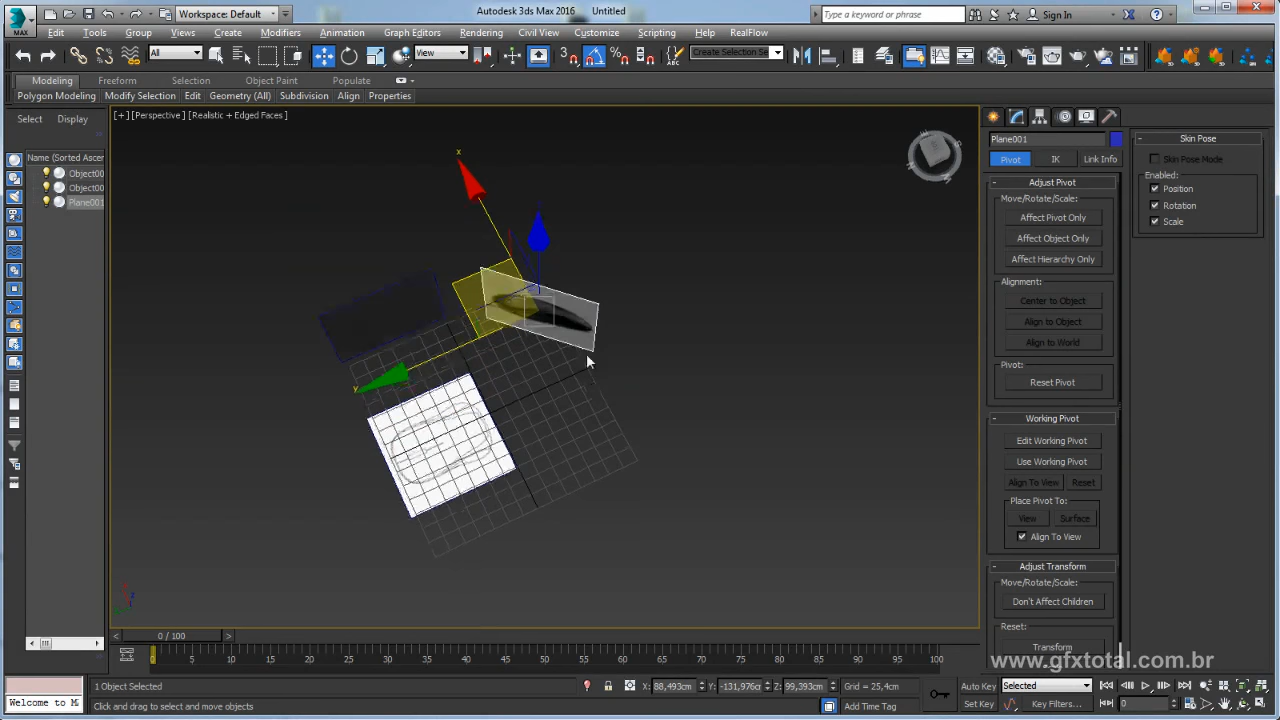 Workspace: Default
Autodesk 3ds Max 2016 Untitled
Type a keyword or phrase
Sign In
MAX
Edit Tools Group Views Create Modifiers Animation Graph Editors Rendering Civil View Customize Scripting Help RealFlow
All
View
Create Selection Se
Modeling Freeform Selection Object Paint Populate
Polygon Modeling Modify Selection Edit Geometry (All) Subdivision Align Properties
Select Display
Name (Sorted Ascen
Object00
Object00
Plane001
[+] [Perspective] [Realistic + Edged Faces ]
x
y
Plane001
Pivot IK Link Info
- Adjust Pivot
Move/Rotate/Scale:
Affect Pivot Only
Affect Object Only
Affect Hierarchy Only
Alignment:
Center to Object
Align to Object
Align to World
Pivot:
Reset Pivot
- Working Pivot
Edit Working Pivot
Use Working Pivot
Align To View Reset
Place Pivot To:
View Surface
Align To View
- Adjust Transform
Move/Rotate/Scale:
Don't Affect Children
Reset:
Transform
- Skin Pose
Skin Pose Mode
Enabled:
Position
Rotation
Scale
www.gfxtotal.com.br
< 0 / 100 >
0 5 10 15 20 25 30 35 40 45 50 55 60 65 70 75 80 85 90 95 100
1 Object Selected
X: 88,493cm Y: -131,976cm Z: 99,393cm Grid = 25,4cm
Auto Key Selected
Welcome to M
Click and drag to select and move objects
Add Time Tag
Set Key Key Filters... 0